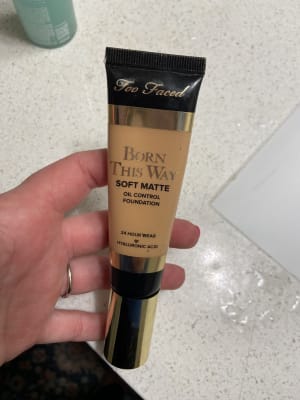 Too Faced
BORN
THIS WAY
SOFT MATTE
OIL CONTROL
FOUNDATION
24 HOUR WEAR
HYALURONIC ACID